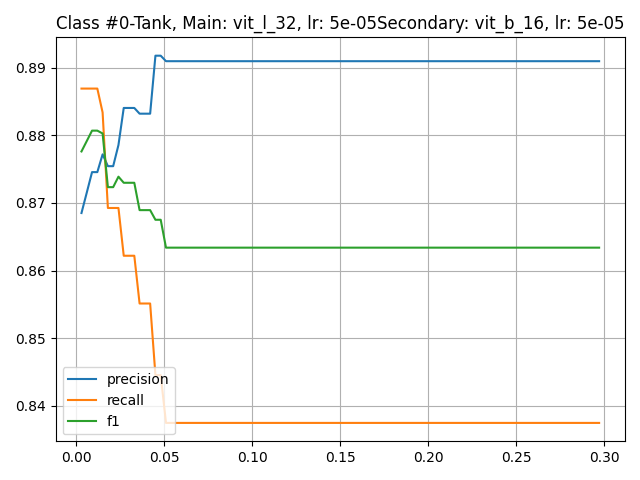 Class #0-Tank, Main: vit_l_32, lr: 5e-05Secondary: vit_b_16, lr: 5e-05
0.89
0.88
0.87
0.86
0.85
0.84
precision
recall
f1
0.00 0.05 0.10 0.15 0.20 0.25 0.30